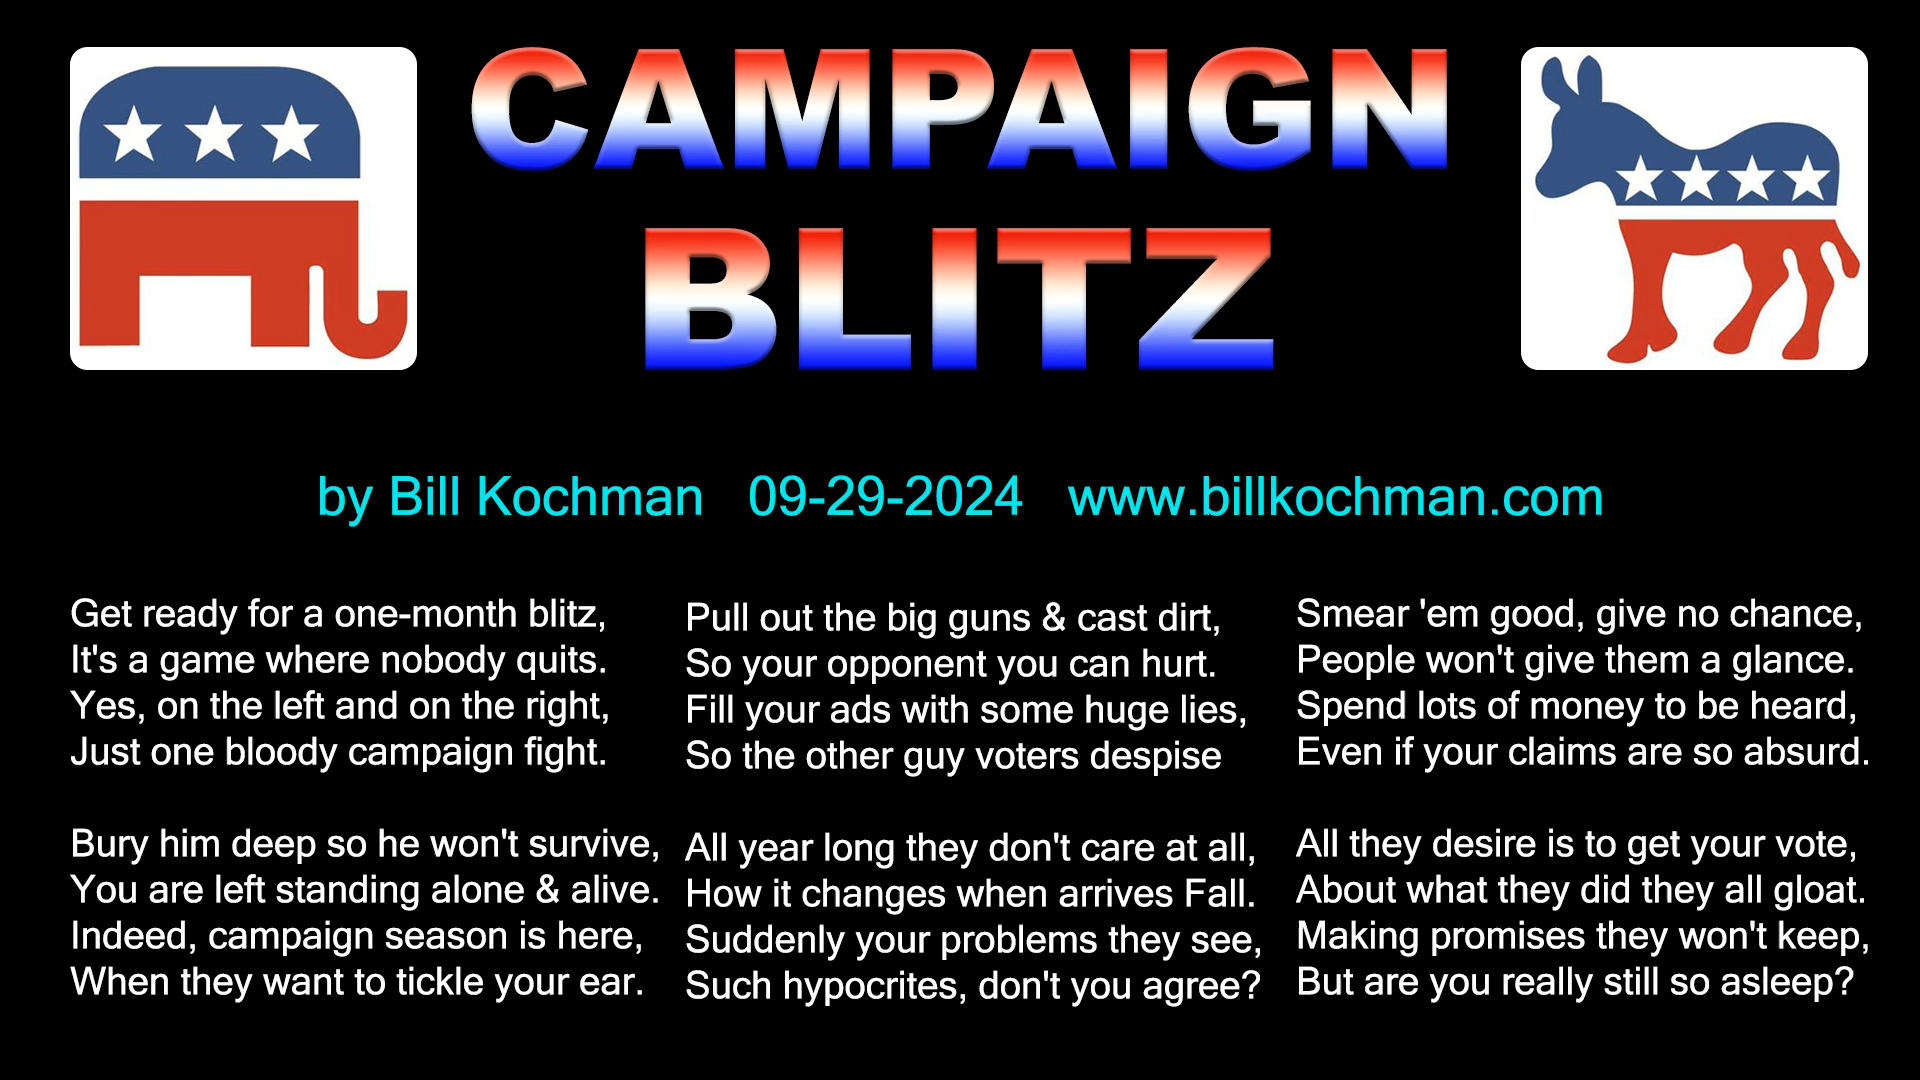 CAMPAIGN
BLITZ
by Bill Kochman 09-29-2024 www.billkochman.com
Get ready for a one-month blitz,
It's a game where nobody quits.
Yes, on the left and on the right,
Just one bloody campaign fight.
Bury him deep so he won't survive,
You are left standing alone & alive.
Indeed, campaign season is here,
When they want to tickle your ear.
Pull out the big guns & cast dirt,
So your opponent you can hurt.
Fill your ads with some huge lies,
So the other guy voters despise
All year long they don't care at all,
How it changes when arrives Fall.
Suddenly your problems they see,
Such hypocrites, don't you agree?
Smear 'em good, give no chance,
People won't give them a glance.
Spend lots of money to be heard,
Even if your claims are so absurd.
All they desire is to get your vote,
About what they did they all gloat.
Making promises they won't keep,
But are you really still so asleep?